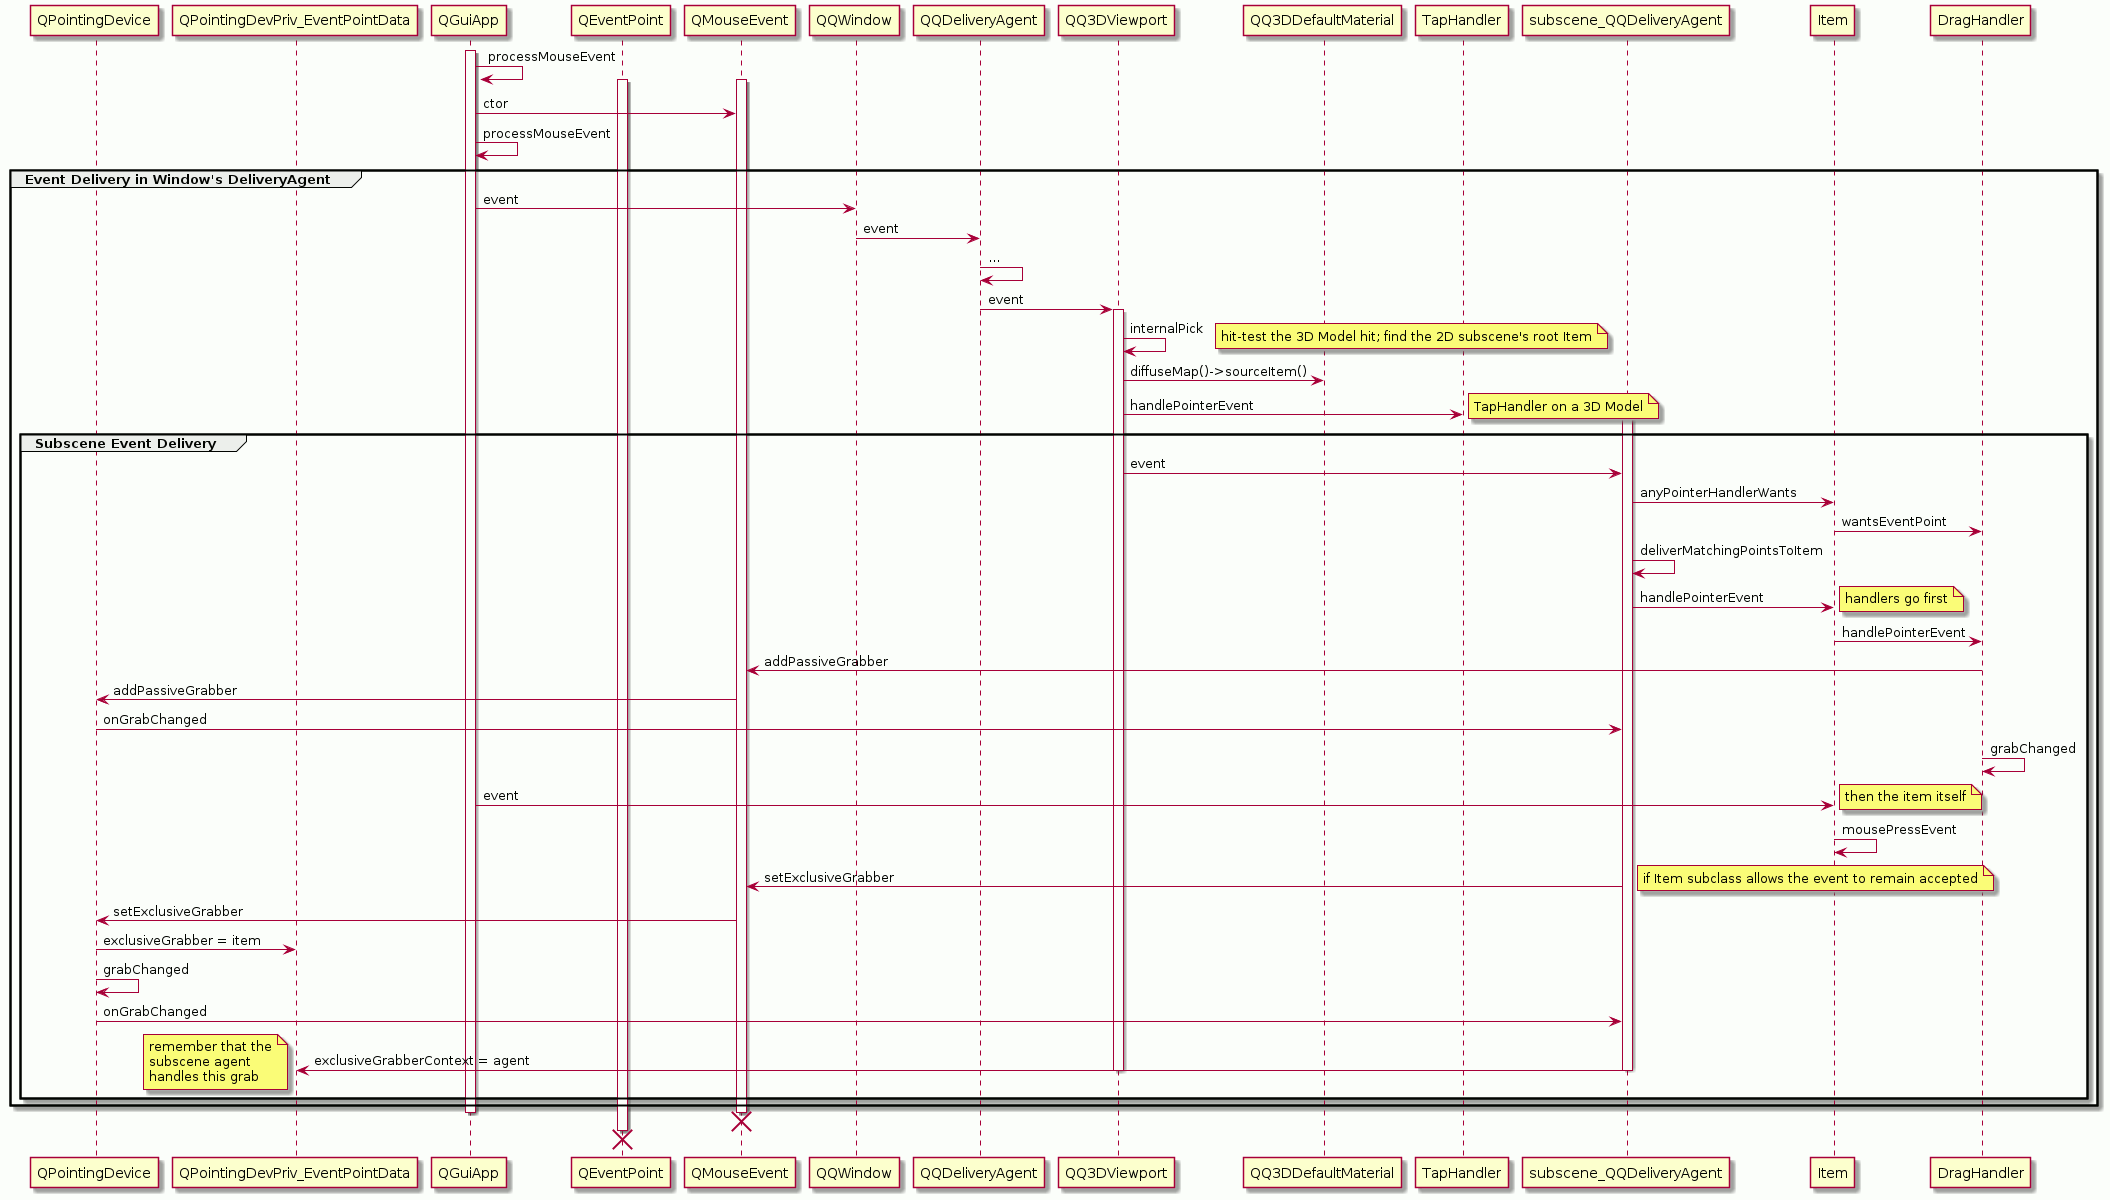 QPointingDevice
QPointingDevPriv_EventPointData
QGuiApp
QEventPoint
QMouseEvent
QQWindow
QQDeliveryAgent
QQ3DViewport
QQ3DDefaultMaterial
TapHandler
subscene_QQDeliveryAgent
Item
DragHandler
processMouseEvent
ctor
processMouseEvent
Event Delivery in Window's DeliveryAgent
event
event
...
event
internalPick
hit-test the 3D Model hit; find the 2D subscene's root Item
diffuseMap()->sourceItem()
handlePointerEvent
TapHandler on a 3D Model
Subscene Event Delivery
event
anyPointerHandlerWants
wantsEventPoint
deliverMatchingPointsToItem
handlePointerEvent
handlers go first
handlePointerEvent
addPassiveGrabber
addPassiveGrabber
onGrabChanged
grabChanged
event
then the item itself
mousePressEvent
setExclusiveGrabber
if Item subclass allows the event to remain accepted
setExclusiveGrabber
exclusiveGrabber = item
grabChanged
onGrabChanged
remember that the
subscene agent
handles this grab
exclusiveGrabberContext = agent
QPointingDevice
QPointingDevPriv_EventPointData
QGuiApp
QEventPoint
QMouseEvent
QQWindow
QQDeliveryAgent
QQ3DViewport
QQ3DDefaultMaterial
TapHandler
subscene_QQDeliveryAgent
Item
DragHandler